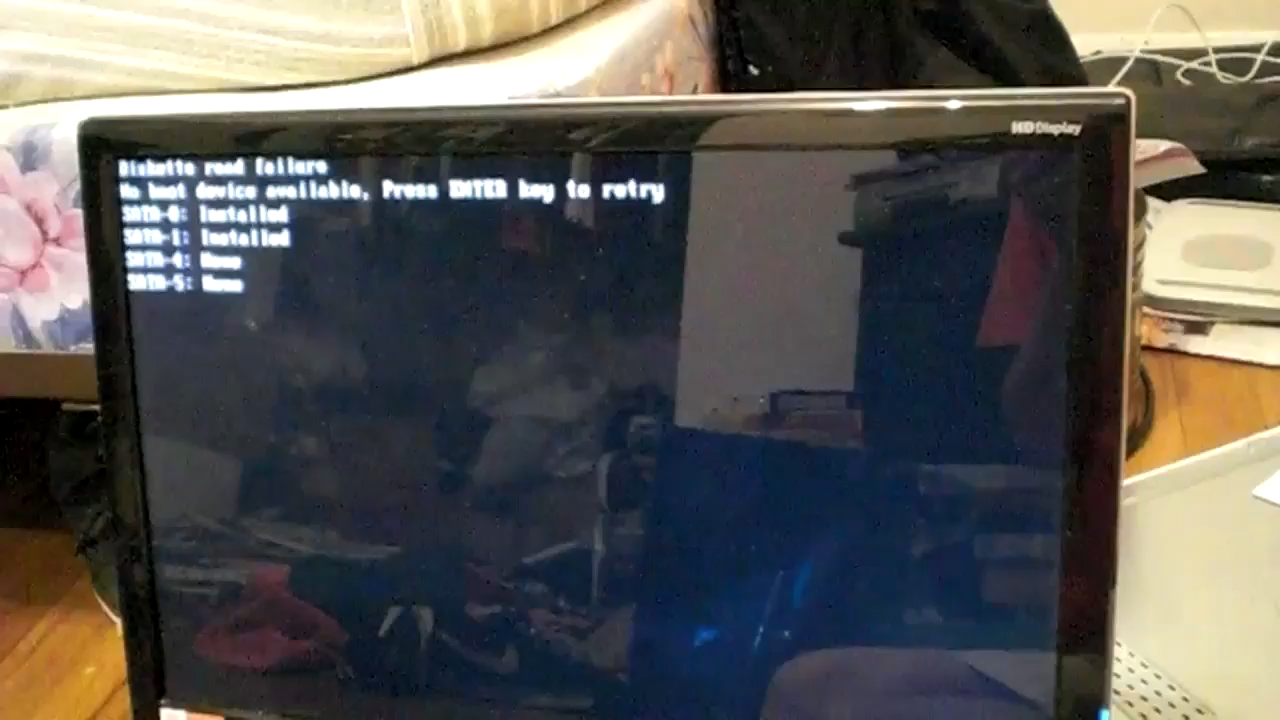 HD Display
Diskette read failure
No boot device available, Press ENTER key to retry
SATA-0: Installed
SATA-1: Installed
SATA-4: None
SATA-5: None